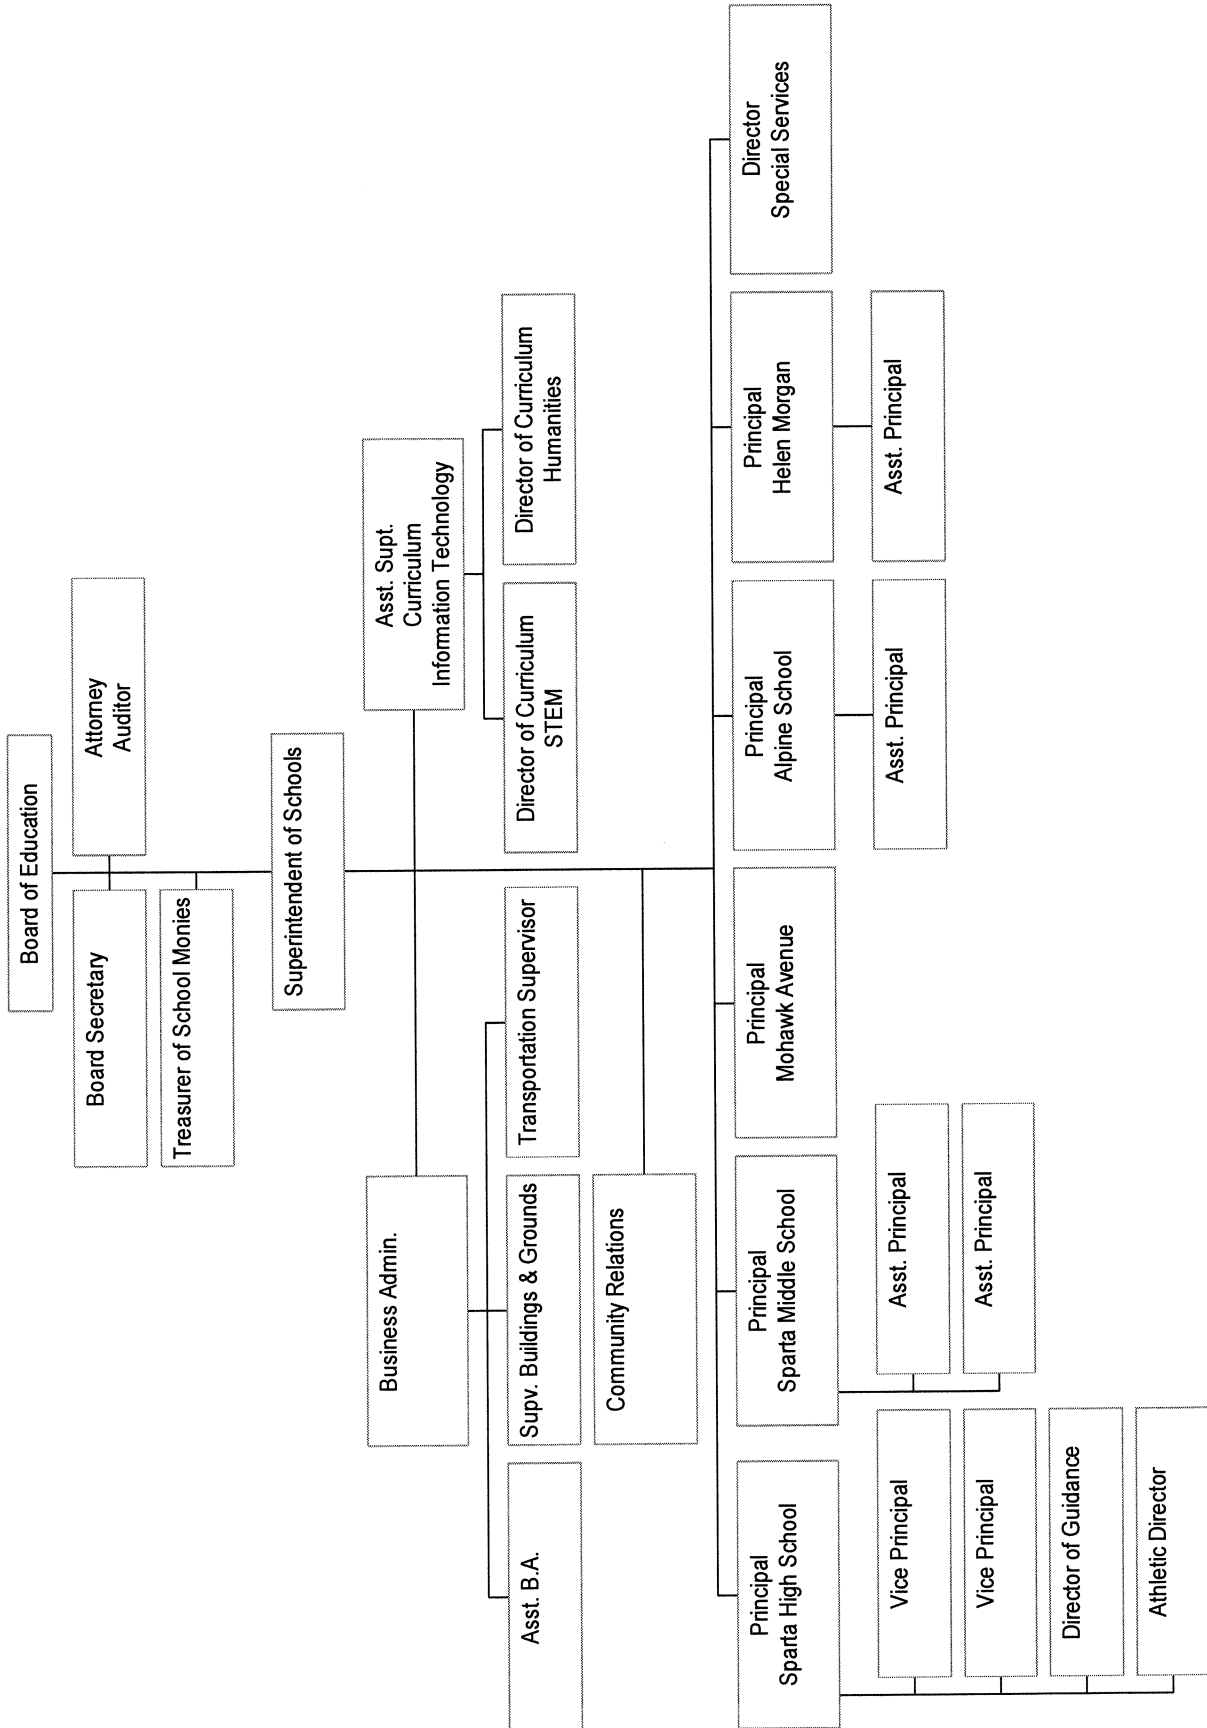 Board of Education
Board Secretary
Attorney
Auditor
Treasurer of School Monies
Superintendent of Schools
Business Admin.
Asst. Supt.
Curriculum
Information Technology
Asst. B.A.
Supv. Buildings & Grounds
Transportation Supervisor
Director of Curriculum
STEM
Director of Curriculum
Humanities
Community Relations
Principal
Sparta High School
Principal
Sparta Middle School
Principal
Mohawk Avenue
Principal
Alpine School
Principal
Helen Morgan
Director
Special Services
Vice Principal
Asst. Principal
Asst. Principal
Asst. Principal
Vice Principal
Asst. Principal
Director of Guidance
Athletic Director